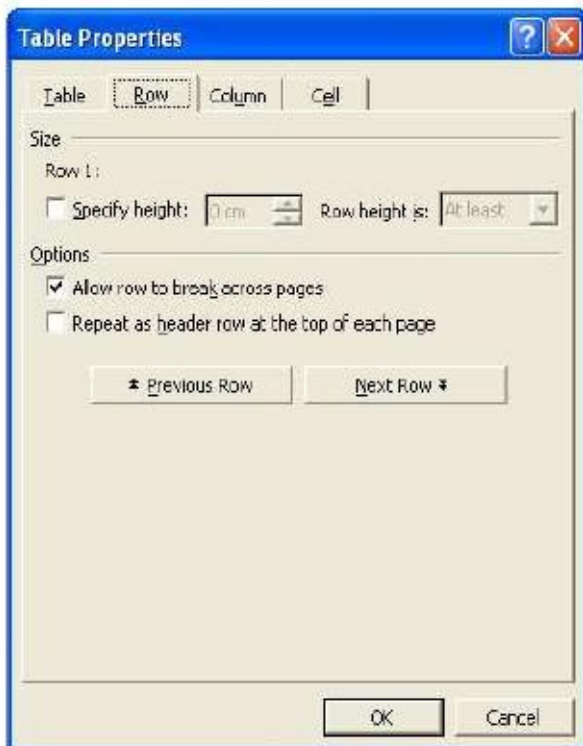 Table Properties
Table Row Column Cell
Size
Row 1:
Specify height: 0 cm Row height is: At least
Options
Allow row to break across pages
Repeat as header row at the top of each page
Previous Row Next Row
OK Cancel